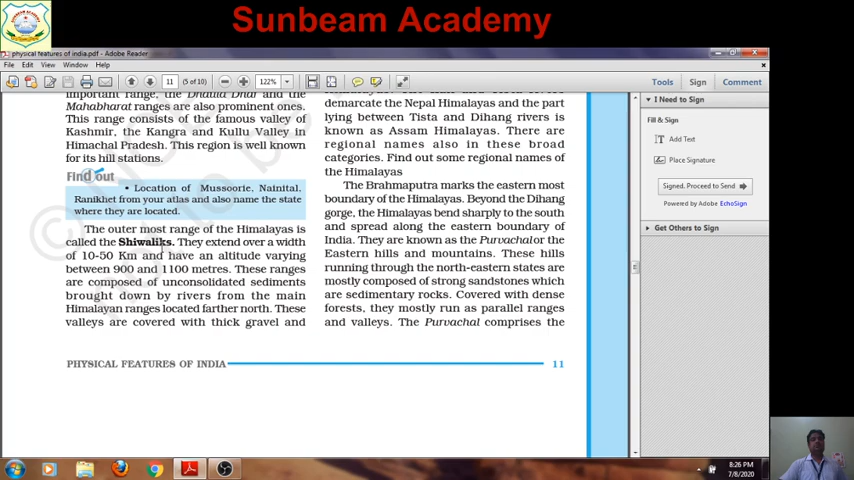 Sunbeam Academy
physical features of india.pdf - Adobe Reader
File Edit View Window Help
11 (5 of 10) 122%
Tools Sign Comment
important range, the Dhaula Dhar and the
Mahabharat ranges are also prominent ones.
This range consists of the famous valley of
Kashmir, the Kangra and Kullu Valley in
Himachal Pradesh. This region is well known
for its hill stations.
Find out
• Location of Mussoorie, Nainital,
Ranikhet from your atlas and also name the state
where they are located.
The outer most range of the Himalayas is
called the Shiwaliks. They extend over a width
of 10-50 Km and have an altitude varying
between 900 and 1100 metres. These ranges
are composed of unconsolidated sediments
brought down by rivers from the main
Himalayan ranges located farther north. These
valleys are covered with thick gravel and
demarcate the Nepal Himalayas and the part
lying between Tista and Dihang rivers is
known as Assam Himalayas. There are
regional names also in these broad
categories. Find out some regional names of
the Himalayas
The Brahmaputra marks the eastern most
boundary of the Himalayas. Beyond the Dihang
gorge, the Himalayas bend sharply to the south
and spread along the eastern boundary of
India. They are known as the Purvachal or the
Eastern hills and mountains. These hills
running through the north-eastern states are
mostly composed of strong sandstones which
are sedimentary rocks. Covered with dense
forests, they mostly run as parallel ranges
and valleys. The Purvachal comprises the
PHYSICAL FEATURES OF INDIA 11
I Need to Sign
Fill & Sign
Add Text
Place Signature
Signed. Proceed to Send
Powered by Adobe EchoSign
Get Others to Sign
8:26 PM
7/8/2020